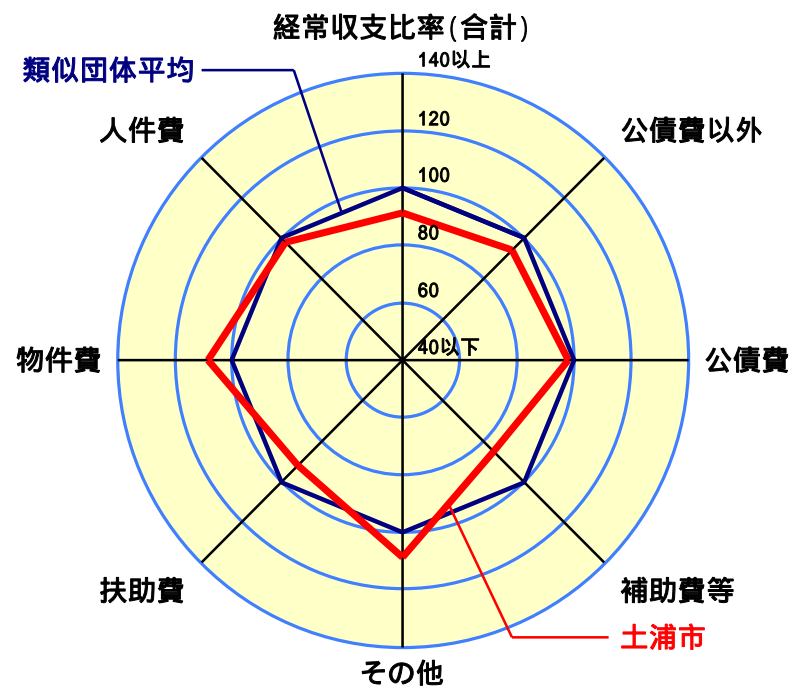 経常収支比率(合計)
140以上
類似団体平均
人件費
120
公債費以外
100
80
60
40以下
物件費
公債費
扶助費
補助費等
土浦市
その他